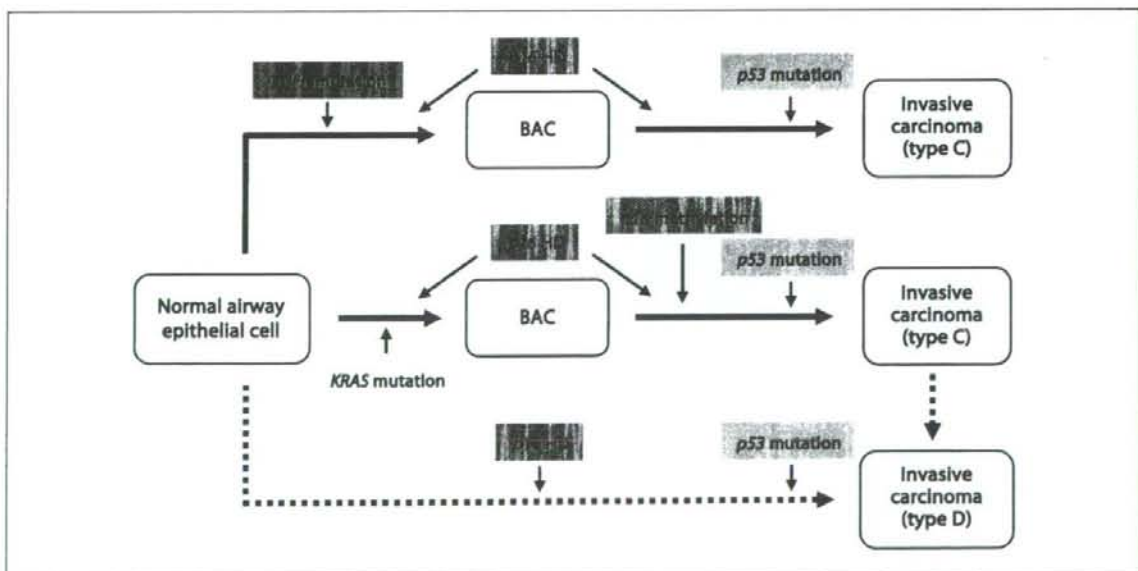 p53 mutation
BAC
Invasive
carcinoma
(type C)
p53 mutation
Normal airway
epithelial cell
BAC
Invasive
carcinoma
(type C)
KRAS mutation
p53 mutation
Invasive
carcinoma
(type D)